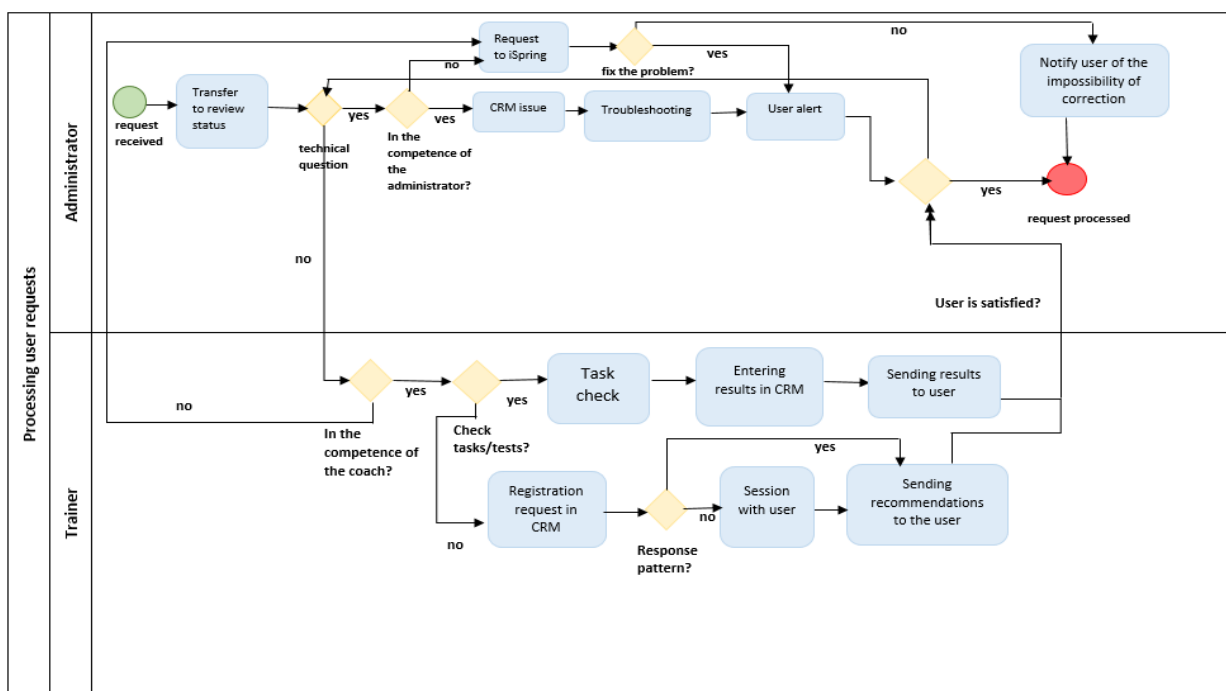 Processing user requests
Administrator
Trainer
request
received
Transfer
to review
status
technical
question
yes
In the
competence of
the
administrator?
no
yes
Request
to iSpring
fix the problem?
yes
no
CRM issue
Troubleshooting
User alert
Notify user of the
impossibility of
correction
yes
request processed
no
User is satisfied?
no
In the
competence of
the coach?
yes
Check
tasks/tests?
yes
Task
check
Entering
results in CRM
Sending results
to user
no
Registration
request in
CRM
Response
pattern?
yes
no
Session
with user
Sending
recommendations
to the user